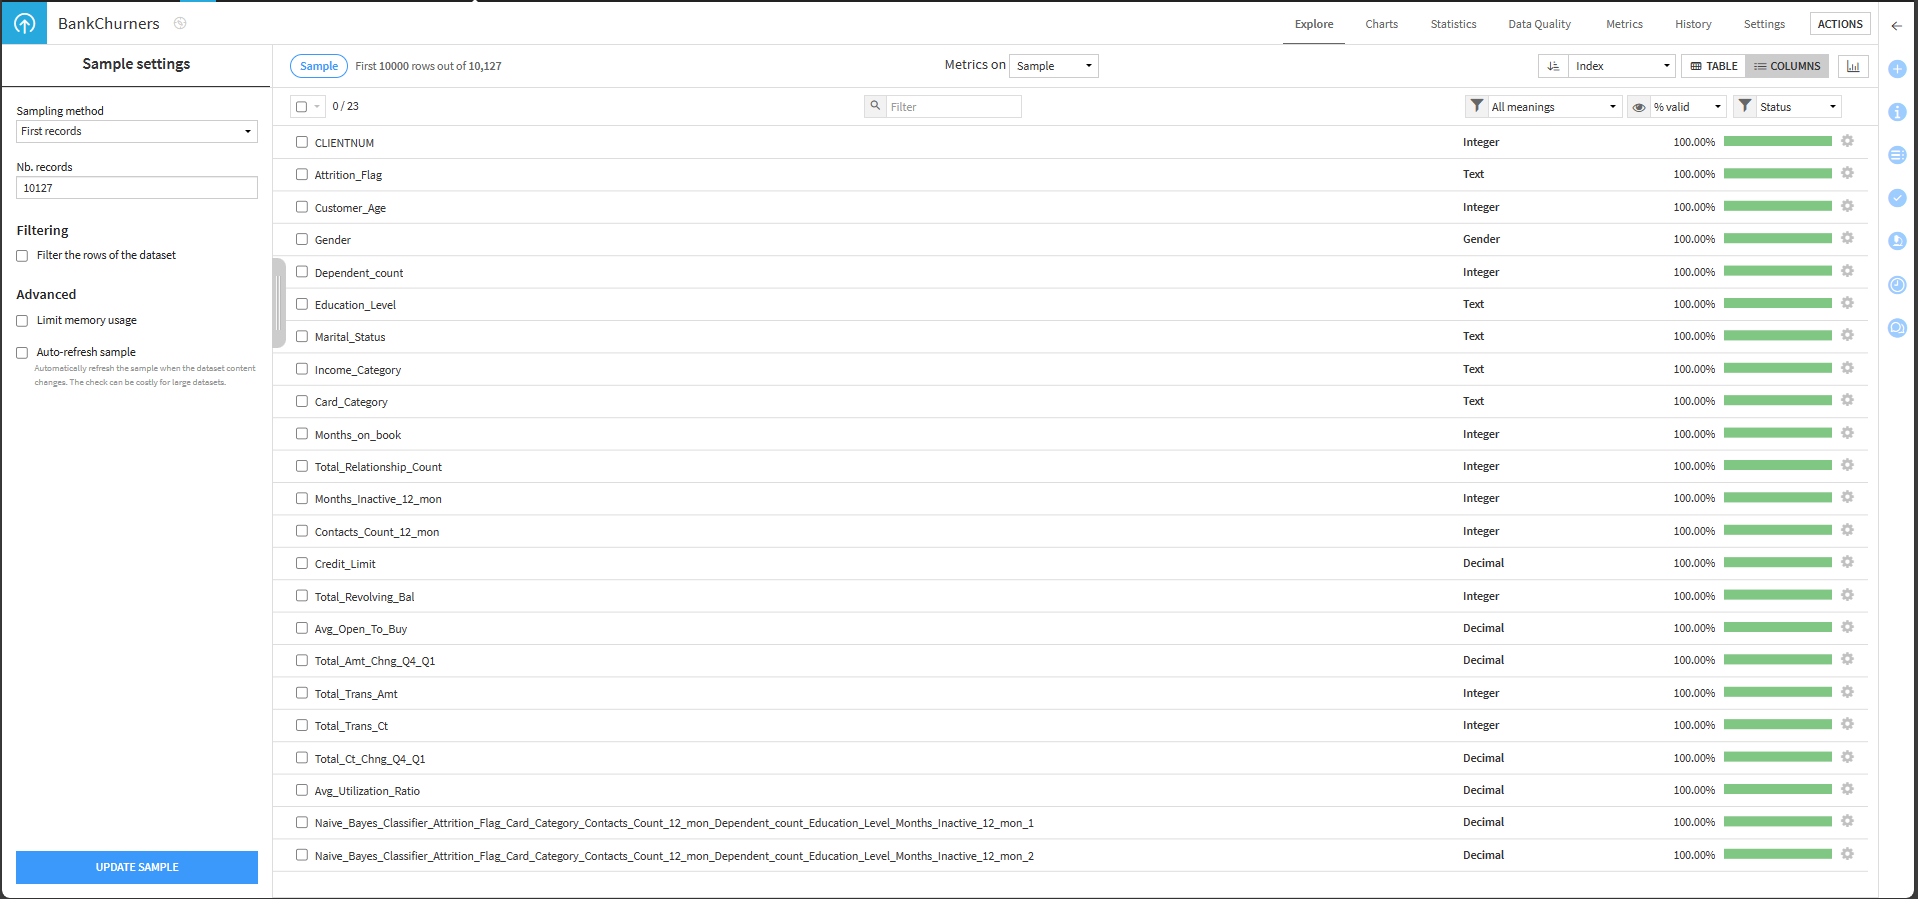 BankChurners
Explore Charts Statistics Data Quality Metrics History Settings ACTIONS
Sample settings
Sampling method
First records
Nb. records
10127
Filtering
Filter the rows of the dataset
Advanced
Limit memory usage
Auto-refresh sample
Automatically refresh the sample when the dataset content
changes. The check can be costly for large datasets.
UPDATE SAMPLE
Sample First 10000 rows out of 10,127 Metrics on Sample Index TABLE COLUMNS
0 / 23 Filter All meanings % valid Status
CLIENTNUM Integer 100.00%
Attrition_Flag Text 100.00%
Customer_Age Integer 100.00%
Gender Gender 100.00%
Dependent_count Integer 100.00%
Education_Level Text 100.00%
Marital_Status Text 100.00%
Income_Category Text 100.00%
Card_Category Text 100.00%
Months_on_book Integer 100.00%
Total_Relationship_Count Integer 100.00%
Months_Inactive_12_mon Integer 100.00%
Contacts_Count_12_mon Integer 100.00%
Credit_Limit Decimal 100.00%
Total_Revolving_Bal Integer 100.00%
Avg_Open_To_Buy Decimal 100.00%
Total_Amt_Chng_Q4_Q1 Decimal 100.00%
Total_Trans_Amt Integer 100.00%
Total_Trans_Ct Integer 100.00%
Total_Ct_Chng_Q4_Q1 Decimal 100.00%
Avg_Utilization_Ratio Decimal 100.00%
Naive_Bayes_Classifier_Attrition_Flag_Card_Category_Contacts_Count_12_mon_Dependent_count_Education_Level_Months_Inactive_12_mon_1 Decimal 100.00%
Naive_Bayes_Classifier_Attrition_Flag_Card_Category_Contacts_Count_12_mon_Dependent_count_Education_Level_Months_Inactive_12_mon_2 Decimal 100.00%